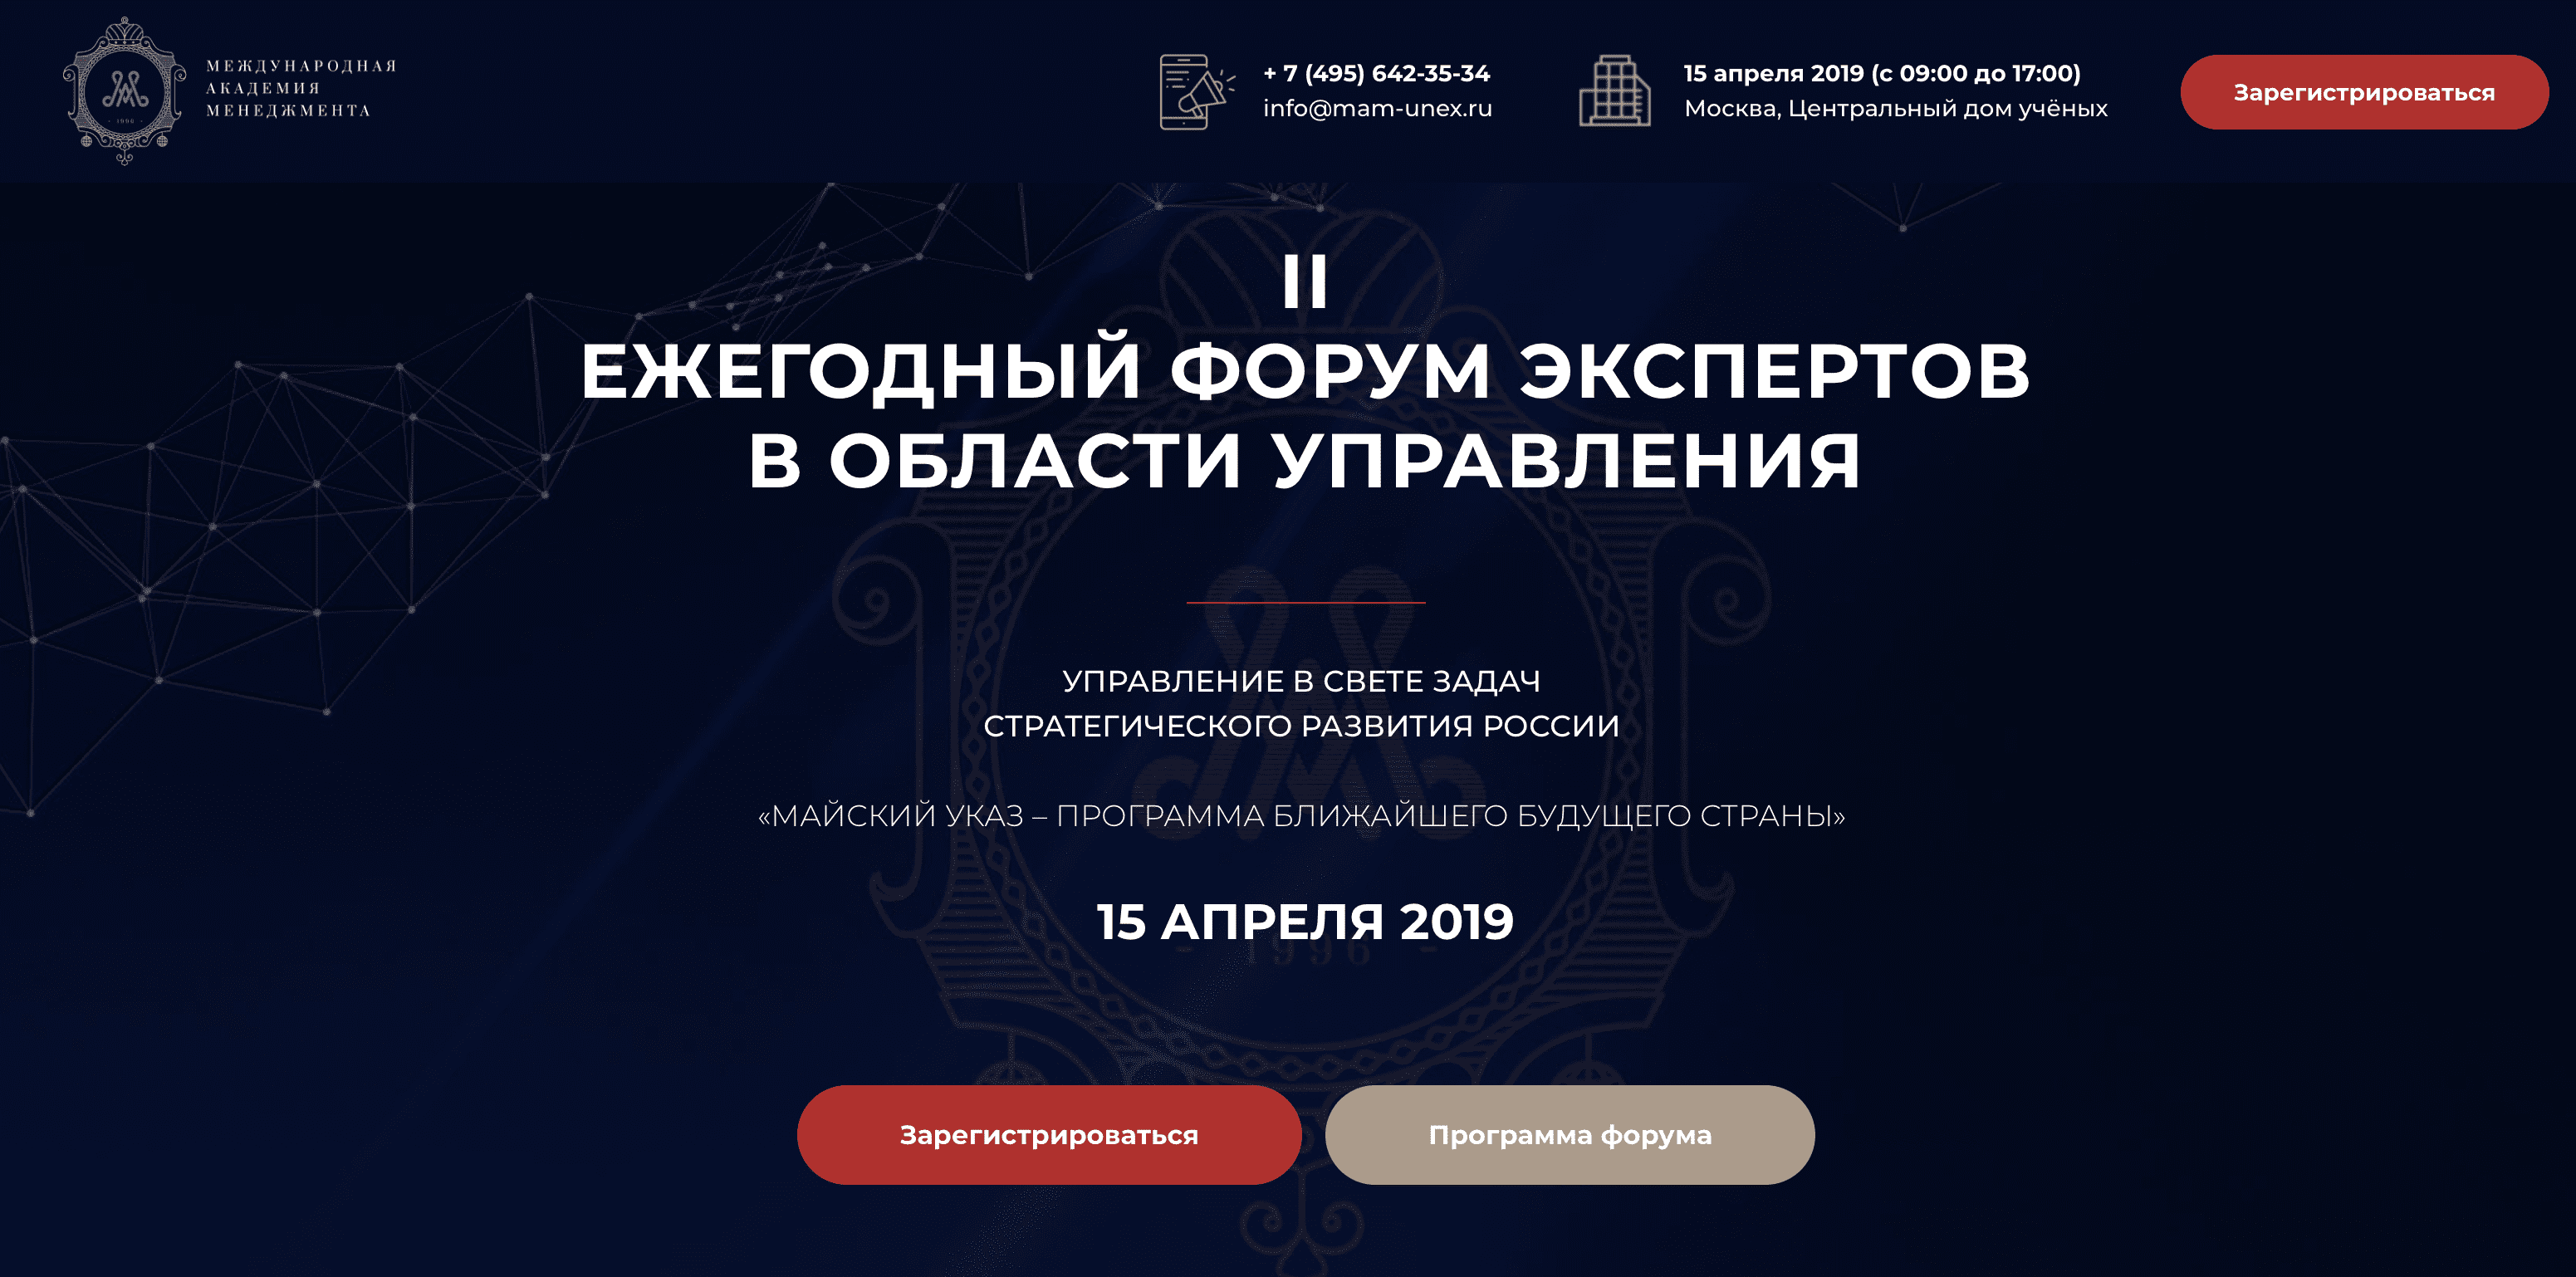 МЕЖДУНАРОДНАЯ
АКАДЕМИЯ
МЕНЕДЖМЕНТА
- 1996 -
+ 7 (495) 642-35-34
info@mam-unex.ru
15 апреля 2019 (с 09:00 до 17:00)
Москва, Центральный дом учёных
Зарегистрироваться
II
ЕЖЕГОДНЫЙ ФОРУМ ЭКСПЕРТОВ
В ОБЛАСТИ УПРАВЛЕНИЯ
УПРАВЛЕНИЕ В СВЕТЕ ЗАДАЧ
СТРАТЕГИЧЕСКОГО РАЗВИТИЯ РОССИИ
«МАЙСКИЙ УКАЗ – ПРОГРАММА БЛИЖАЙШЕГО БУДУЩЕГО СТРАНЫ»
15 АПРЕЛЯ 2019
- 1996 -
Зарегистрироваться
Программа форума